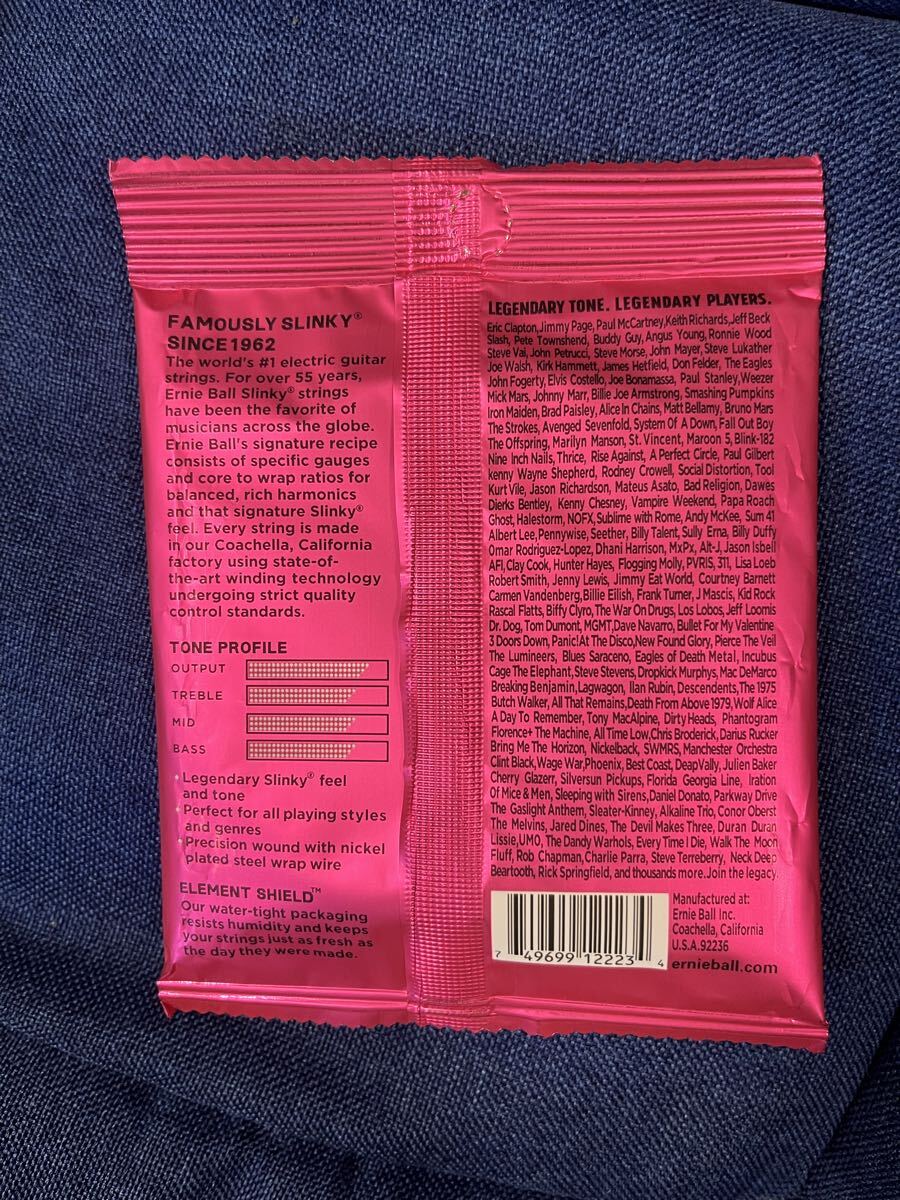 FAMOUSLY SLINKY®
SINCE 1962
The world's #1 electric guitar
strings. For over 55 years,
Ernie Ball Slinky® strings
have been the favorite of
musicians across the globe.
Ernie Ball's signature recipe
consists of specific gauges
and core to wrap ratios for
balanced, rich harmonics
and that signature Slinky®
feel. Every string is made
in our Coachella, California
factory using state-of-
the-art winding technology
undergoing strict quality
control standards.
TONE PROFILE
OUTPUT
TREBLE
MID
BASS
• Legendary Slinky® feel
and tone
• Perfect for all playing styles
and genres
• Precision wound with nickel
plated steel wrap wire
ELEMENT SHIELD™
Our water-tight packaging
resists humidity and keeps
your strings just as fresh as
the day they were made.
LEGENDARY TONE. LEGENDARY PLAYERS.
Eric Clapton, Jimmy Page, Paul McCartney, Keith Richards, Jeff Beck
Slash, Pete Townshend, Buddy Guy, Angus Young, Ronnie Wood
Steve Vai, John Petrucci, Steve Morse, John Mayer, Steve Lukather
Joe Walsh, Kirk Hammett, James Hetfield, Don Felder, The Eagles
John Fogerty, Elvis Costello, Joe Bonamassa, Paul Stanley, Weezer
Mick Mars, Johnny Marr, Billie Joe Armstrong, Smashing Pumpkins
Iron Maiden, Brad Paisley, Alice In Chains, Matt Bellamy, Bruno Mars
The Strokes, Avenged Sevenfold, System Of A Down, Fall Out Boy
The Offspring, Marilyn Manson, St. Vincent, Maroon 5, Blink-182
Nine Inch Nails, Thrice, Rise Against, A Perfect Circle, Paul Gilbert
kenny Wayne Shepherd, Rodney Crowell, Social Distortion, Tool
Kurt Vile, Jason Richardson, Mateus Asato, Bad Religion, Dawes
Dierks Bentley, Kenny Chesney, Vampire Weekend, Papa Roach
Ghost, Halestorm, NOFX, Sublime with Rome, Andy McKee, Sum 41
Albert Lee, Pennywise, Seether, Billy Talent, Sully Erna, Billy Duffy
Omar Rodriguez-Lopez, Dhani Harrison, MxPx, Alt-J, Jason Isbell
AFI, Clay Cook, Hunter Hayes, Flogging Molly, PVRIS, 311, Lisa Loeb
Robert Smith, Jenny Lewis, Jimmy Eat World, Courtney Barnett
Carmen Vandenberg, Billie Eilish, Frank Turner, J Mascis, Kid Rock
Rascal Flatts, Biffy Clyro, The War On Drugs, Los Lobos, Jeff Loomis
Dr. Dog, Tom Dumont, MGMT, Dave Navarro, Bullet For My Valentine
3 Doors Down, Panic! At The Disco, New Found Glory, Pierce The Veil
The Lumineers, Blues Saraceno, Eagles of Death Metal, Incubus
Cage The Elephant, Steve Stevens, Dropkick Murphys, Mac DeMarco
Breaking Benjamin, Lagwagon, Ilan Rubin, Descendents, The 1975
Butch Walker, All That Remains, Death From Above 1979, Wolf Alice
A Day To Remember, Tony MacAlpine, Dirty Heads, Phantogram
Florence+ The Machine, All Time Low, Chris Broderick, Darius Rucker
Bring Me The Horizon, Nickelback, SWMRS, Manchester Orchestra
Clint Black, Wage War, Phoenix, Best Coast, DeapVally, Julien Baker
Cherry Glazerr, Silversun Pickups, Florida Georgia Line, Iration
Of Mice & Men, Sleeping with Sirens, Daniel Donato, Parkway Drive
The Gaslight Anthem, Sleater-Kinney, Alkaline Trio, Conor Oberst
The Melvins, Jared Dines, The Devil Makes Three, Duran Duran
Lissie, UMO, The Dandy Warhols, Every Time I Die, Walk The Moon
Fluff, Rob Chapman, Charlie Parra, Steve Terreberry, Neck Deep
Beartooth, Rick Springfield, and thousands more. Join the legacy.
7 49699 12223 4
Manufactured at:
Ernie Ball Inc.
Coachella, California
U.S.A. 92236
ernieball.com